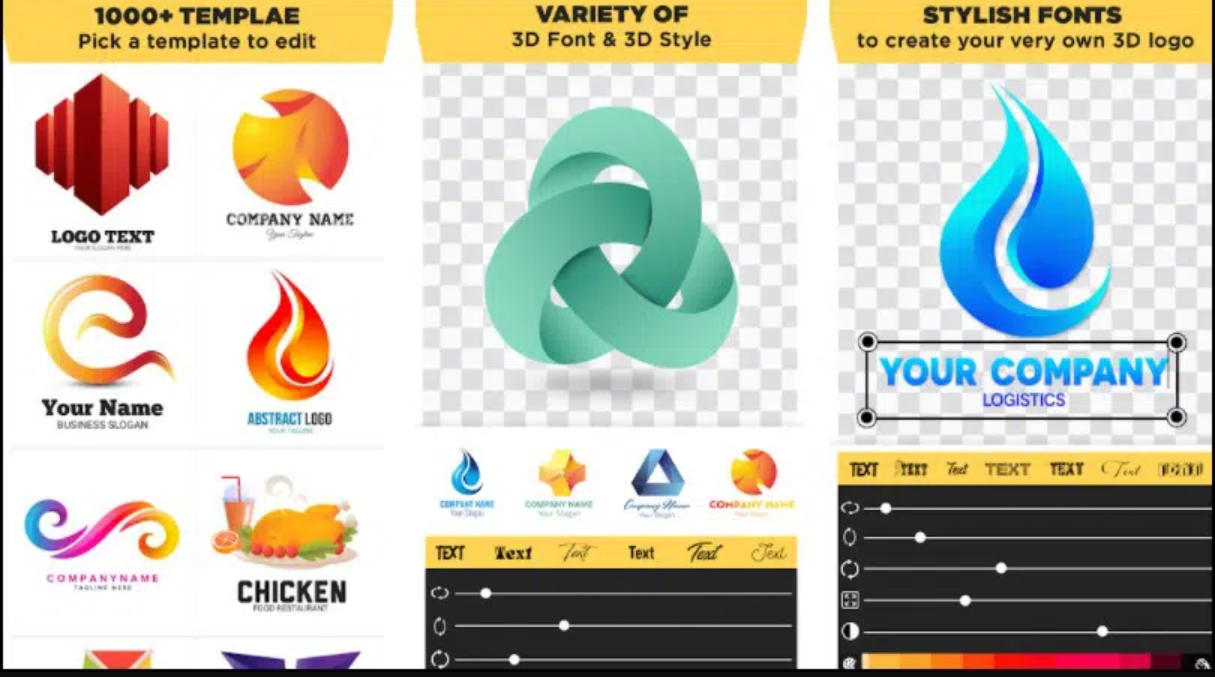 1000+ TEMPLAE
Pick a template to edit
LOGO TEXT
YOUR SLOGAN HERE
COMPANY NAME
Your Tagline
Your Name
BUSINESS SLOGAN
ABSTRACT LOGO
YOUR TAGLINE
COMPANYNAME
TAGLINE HERE
CHICKEN
FOOD RESTAURANT
VARIETY OF
3D Font & 3D Style
COMPANY NAME
Your Slogan
COMPANY NAME
Your Slogan
Company Name
Your Slogan
COMPANY NAME
TEXT Text Text Text Text Text
STYLISH FONTS
to create your very own 3D logo
YOUR COMPANY
LOGISTICS
TEXT TEXT Text TEXT TEXT Text